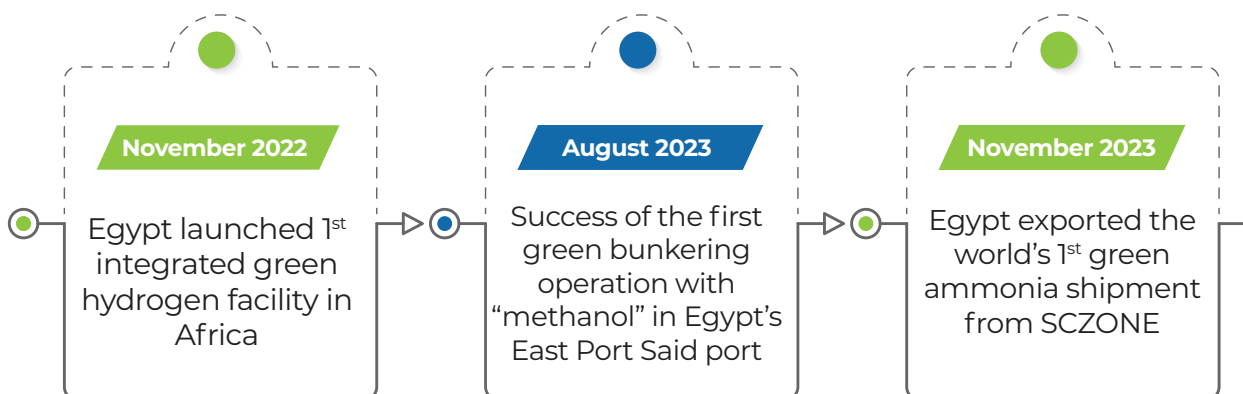 November 2022
Egypt launched 1st
integrated green
hydrogen facility in
Africa
August 2023
Success of the first
green bunkering
operation with
“methanol” in Egypt’s
East Port Said port
November 2023
Egypt exported the
world’s 1st green
ammonia shipment
from SCZONE